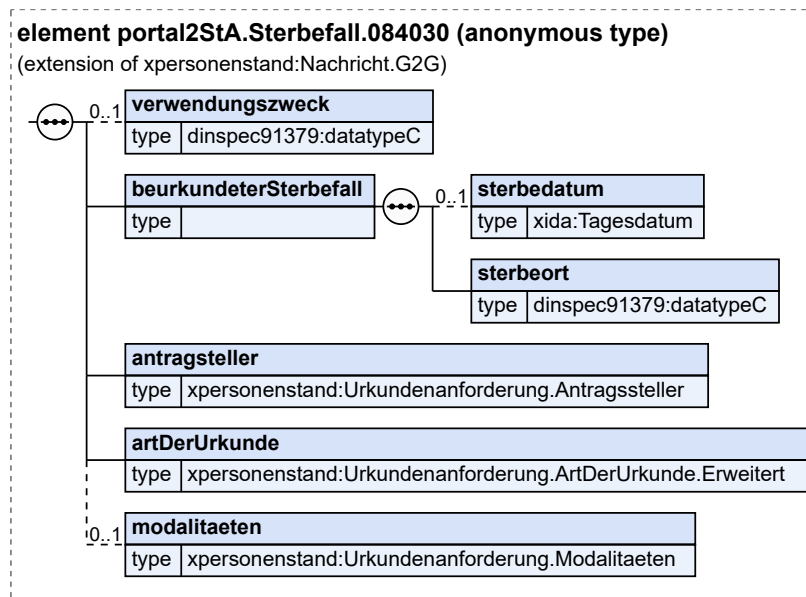 element portal2StA.Sterbefall.084030 (anonymous type)
(extension of xpersonenstand:Nachricht.G2G)
0..1
verwendungszweck
type dinspec91379:datatypeC
beurkundeterSterbefall
type
0..1
sterbedatum
type xida:Tagesdatum
sterbeort
type dinspec91379:datatypeC
antragsteller
type xpersonenstand:Urkundenanforderung.Antragssteller
artDerUrkunde
type xpersonenstand:Urkundenanforderung.ArtDerUrkunde.Erweitert
0..1
modalitaeten
type xpersonenstand:Urkundenanforderung.Modalitaeten